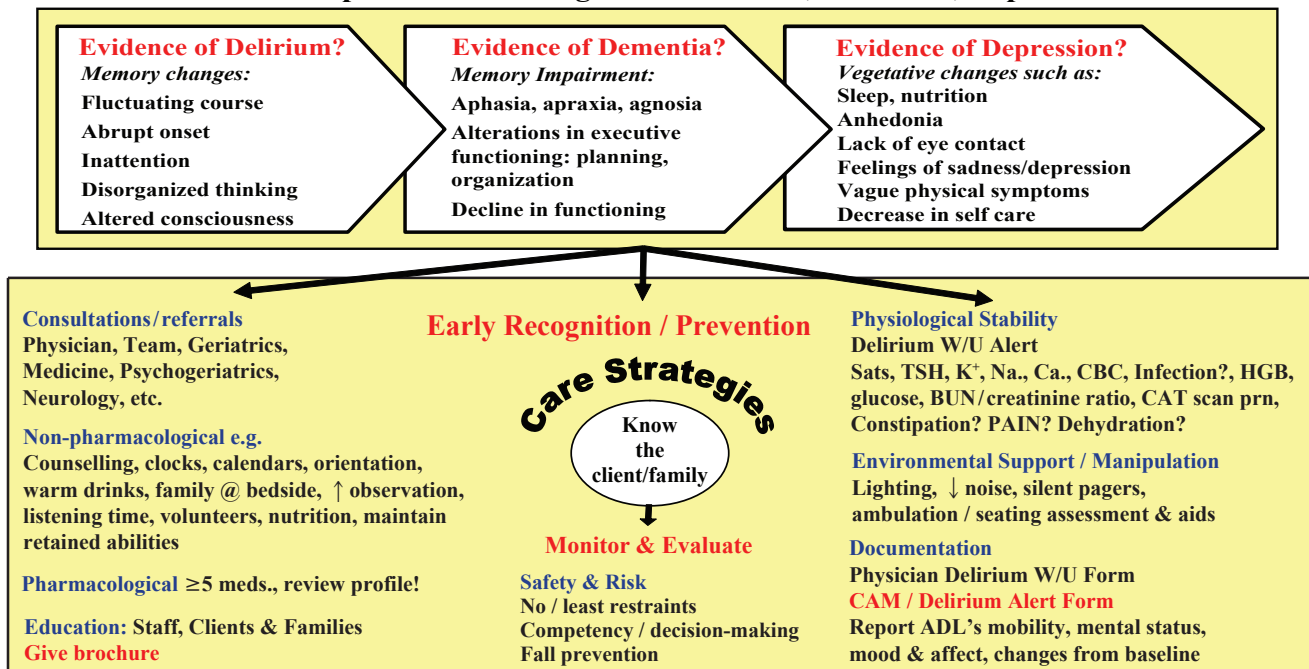 Evidence of Delirium?
Memory changes:
Fluctuating course
Abrupt onset
Inattention
Disorganized thinking
Altered consciousness
Evidence of Dementia?
Memory Impairment:
Aphasia, apraxia, agnosia
Alterations in executive
functioning: planning,
organization
Decline in functioning
Evidence of Depression?
Vegetative changes such as:
Sleep, nutrition
Anhedonia
Lack of eye contact
Feelings of sadness/depression
Vague physical symptoms
Decrease in self care
Consultations/referrals
Physician, Team, Geriatrics,
Medicine, Psychogeriatrics,
Neurology, etc.
Non-pharmacological e.g.
Counselling, clocks, calendars, orientation,
warm drinks, family @ bedside, ↑ observation,
listening time, volunteers, nutrition, maintain
retained abilities
Pharmacological ≥5 meds., review profile!
Education: Staff, Clients & Families
Give brochure
Early Recognition / Prevention
Care Strategies
Know
the
client/family
Monitor & Evaluate
Safety & Risk
No / least restraints
Competency / decision-making
Fall prevention
Physiological Stability
Delirium W/U Alert
Sats, TSH, K⁺, Na., Ca., CBC, Infection?, HGB,
glucose, BUN/creatinine ratio, CAT scan prn,
Constipation? PAIN? Dehydration?
Environmental Support / Manipulation
Lighting, ↓ noise, silent pagers,
ambulation / seating assessment & aids
Documentation
Physician Delirium W/U Form
CAM / Delirium Alert Form
Report ADL's mobility, mental status,
mood & affect, changes from baseline